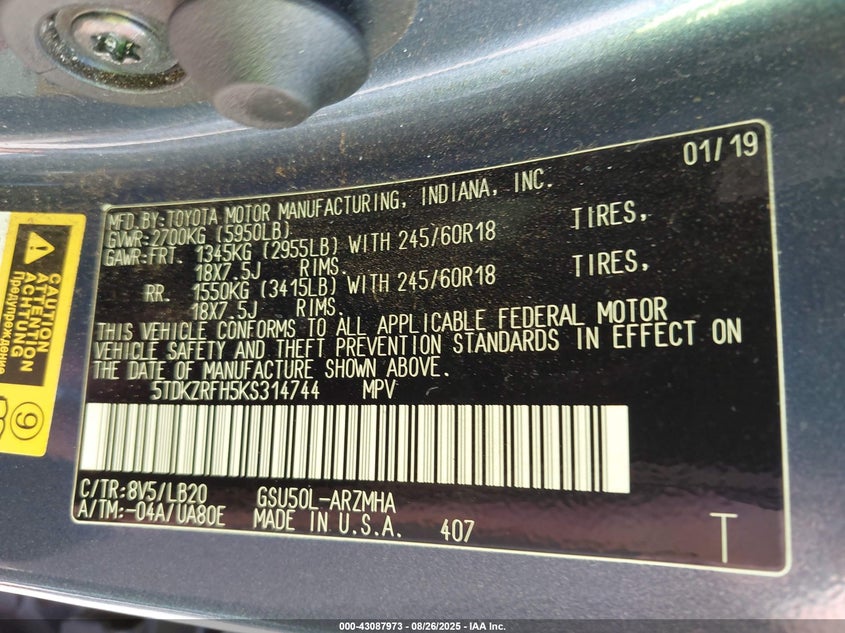 01/19
MFD.BY:TOYOTA MOTOR MANUFACTURING, INDIANA, INC.
GVWR:2700KG (5950LB)
GAWR:FRT. 1345KG (2955LB) WITH 245/60R18 TIRES,
18X7.5J RIMS.
RR. 1550KG (3415LB) WITH 245/60R18 TIRES,
18X7.5J RIMS.
THIS VEHICLE CONFORMS TO ALL APPLICABLE FEDERAL MOTOR
VEHICLE SAFETY AND THEFT PREVENTION STANDARDS IN EFFECT ON
THE DATE OF MANUFACTURE SHOWN ABOVE.
5TDKZRFH5KS314744 MPV
C/TR:8V5/LB20 GSU50L-ARZMHA
A/TM:-04A/UA80E MADE IN U.S.A. 407
T
CAUTION
ATTENTION
ACHTUNG
Предупреждение
9
000-43087973 | 08/26/2025 - IAA Inc.